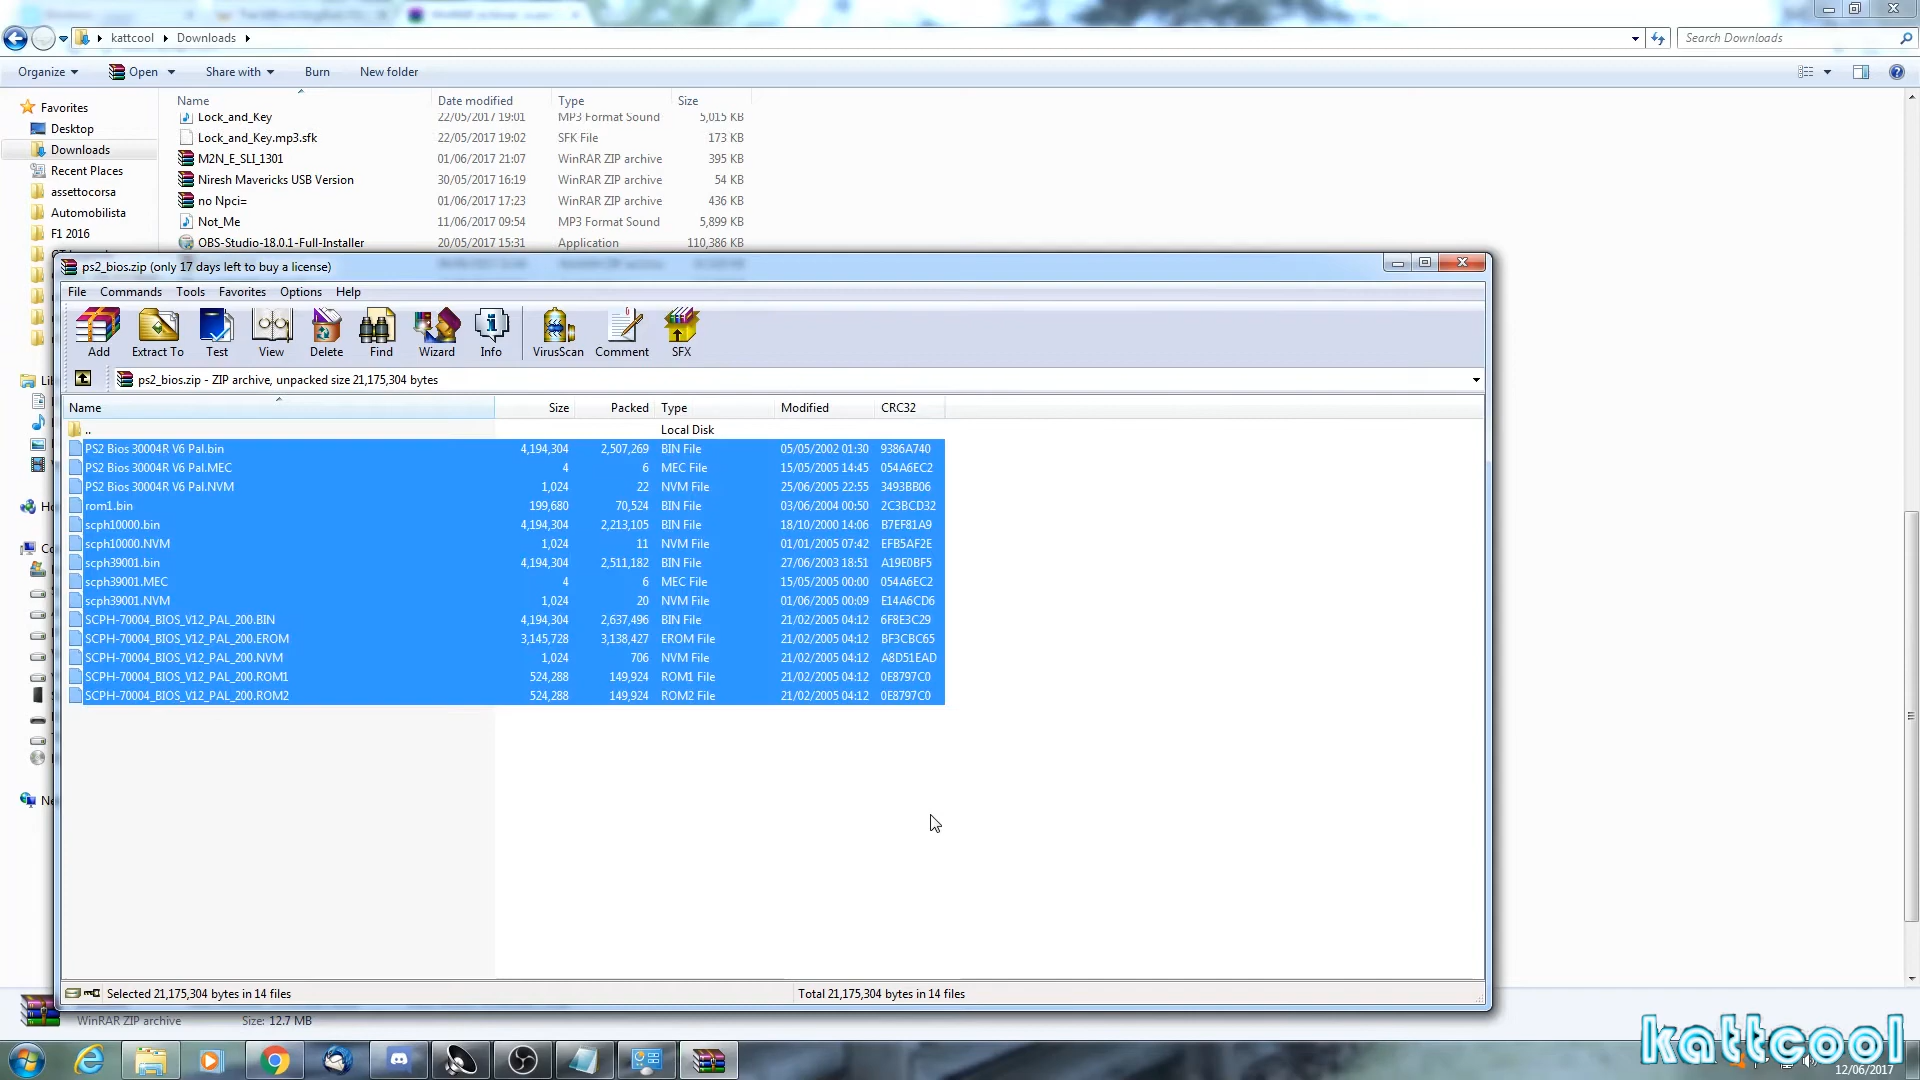 kattcool Downloads
Search Downloads
Organize Open Share with Burn New folder
Name Date modified Type Size
Favorites
Desktop
Downloads
Recent Places
assettocorsa
Automobilista
F1 2016
Lock_and_Key 22/05/2017 19:01 MP3 Format Sound 5,015 KB
Lock_and_Key.mp3.sfk 22/05/2017 19:02 SFK File 173 KB
M2N_E_SLI_1301 01/06/2017 21:07 WinRAR ZIP archive 395 KB
Niresh Mavericks USB Version 30/05/2017 16:19 WinRAR ZIP archive 54 KB
no Npci= 01/06/2017 17:23 WinRAR ZIP archive 436 KB
Not_Me 11/06/2017 09:54 MP3 Format Sound 5,899 KB
OBS-Studio-18.0.1-Full-Installer 20/05/2017 15:31 Application 110,386 KB
ps2_bios.zip (only 17 days left to buy a license)
File Commands Tools Favorites Options Help
Add Extract To Test View Delete Find Wizard Info VirusScan Comment SFX
ps2_bios.zip - ZIP archive, unpacked size 21,175,304 bytes
Name Size Packed Type Modified CRC32
.. Local Disk
PS2 Bios 30004R V6 Pal.bin 4,194,304 2,507,269 BIN File 05/05/2002 01:30 9386A740
PS2 Bios 30004R V6 Pal.MEC 4 6 MEC File 15/05/2005 14:45 054A6EC2
PS2 Bios 30004R V6 Pal.NVM 1,024 22 NVM File 25/06/2005 22:55 3493BB06
rom1.bin 199,680 70,524 BIN File 03/06/2004 00:50 2C3BCD32
scph10000.bin 4,194,304 2,213,105 BIN File 18/10/2000 14:06 B7EF81A9
scph10000.NVM 1,024 11 NVM File 01/01/2005 07:42 EFB5AF2E
scph39001.bin 4,194,304 2,511,182 BIN File 27/06/2003 18:51 A19E0BF5
scph39001.MEC 4 6 MEC File 15/05/2005 00:00 054A6EC2
scph39001.NVM 1,024 20 NVM File 01/06/2005 00:09 E14A6CD6
SCPH-70004_BIOS_V12_PAL_200.BIN 4,194,304 2,637,496 BIN File 21/02/2005 04:12 6F8E3C29
SCPH-70004_BIOS_V12_PAL_200.EROM 3,145,728 3,138,427 EROM File 21/02/2005 04:12 BF3CBC65
SCPH-70004_BIOS_V12_PAL_200.NVM 1,024 706 NVM File 21/02/2005 04:12 A8D51EAD
SCPH-70004_BIOS_V12_PAL_200.ROM1 524,288 149,924 ROM1 File 21/02/2005 04:12 0E8797C0
SCPH-70004_BIOS_V12_PAL_200.ROM2 524,288 149,924 ROM2 File 21/02/2005 04:12 0E8797C0
Selected 21,175,304 bytes in 14 files Total 21,175,304 bytes in 14 files
WinRAR ZIP archive Size: 12.7 MB
kattcool
12/06/2017